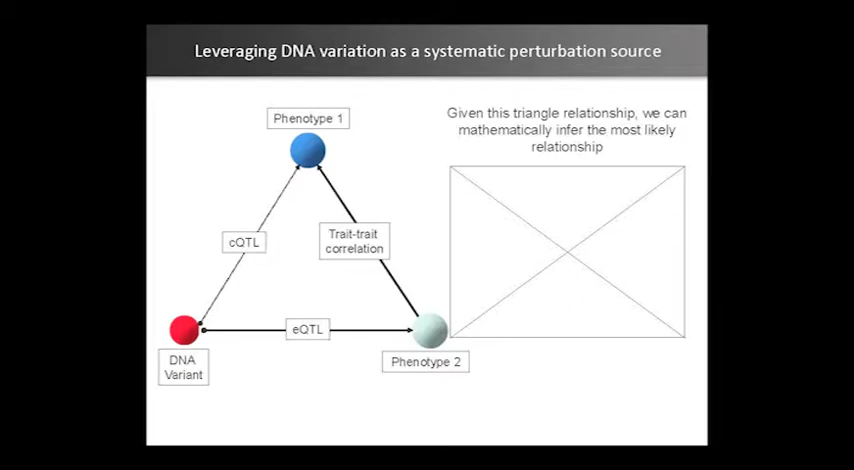 Leveraging DNA variation as a systematic perturbation source
Phenotype 1
Given this triangle relationship, we can
mathematically infer the most likely
relationship
cQTL
Trait-trait
correlation
eQTL
DNA
Variant
Phenotype 2